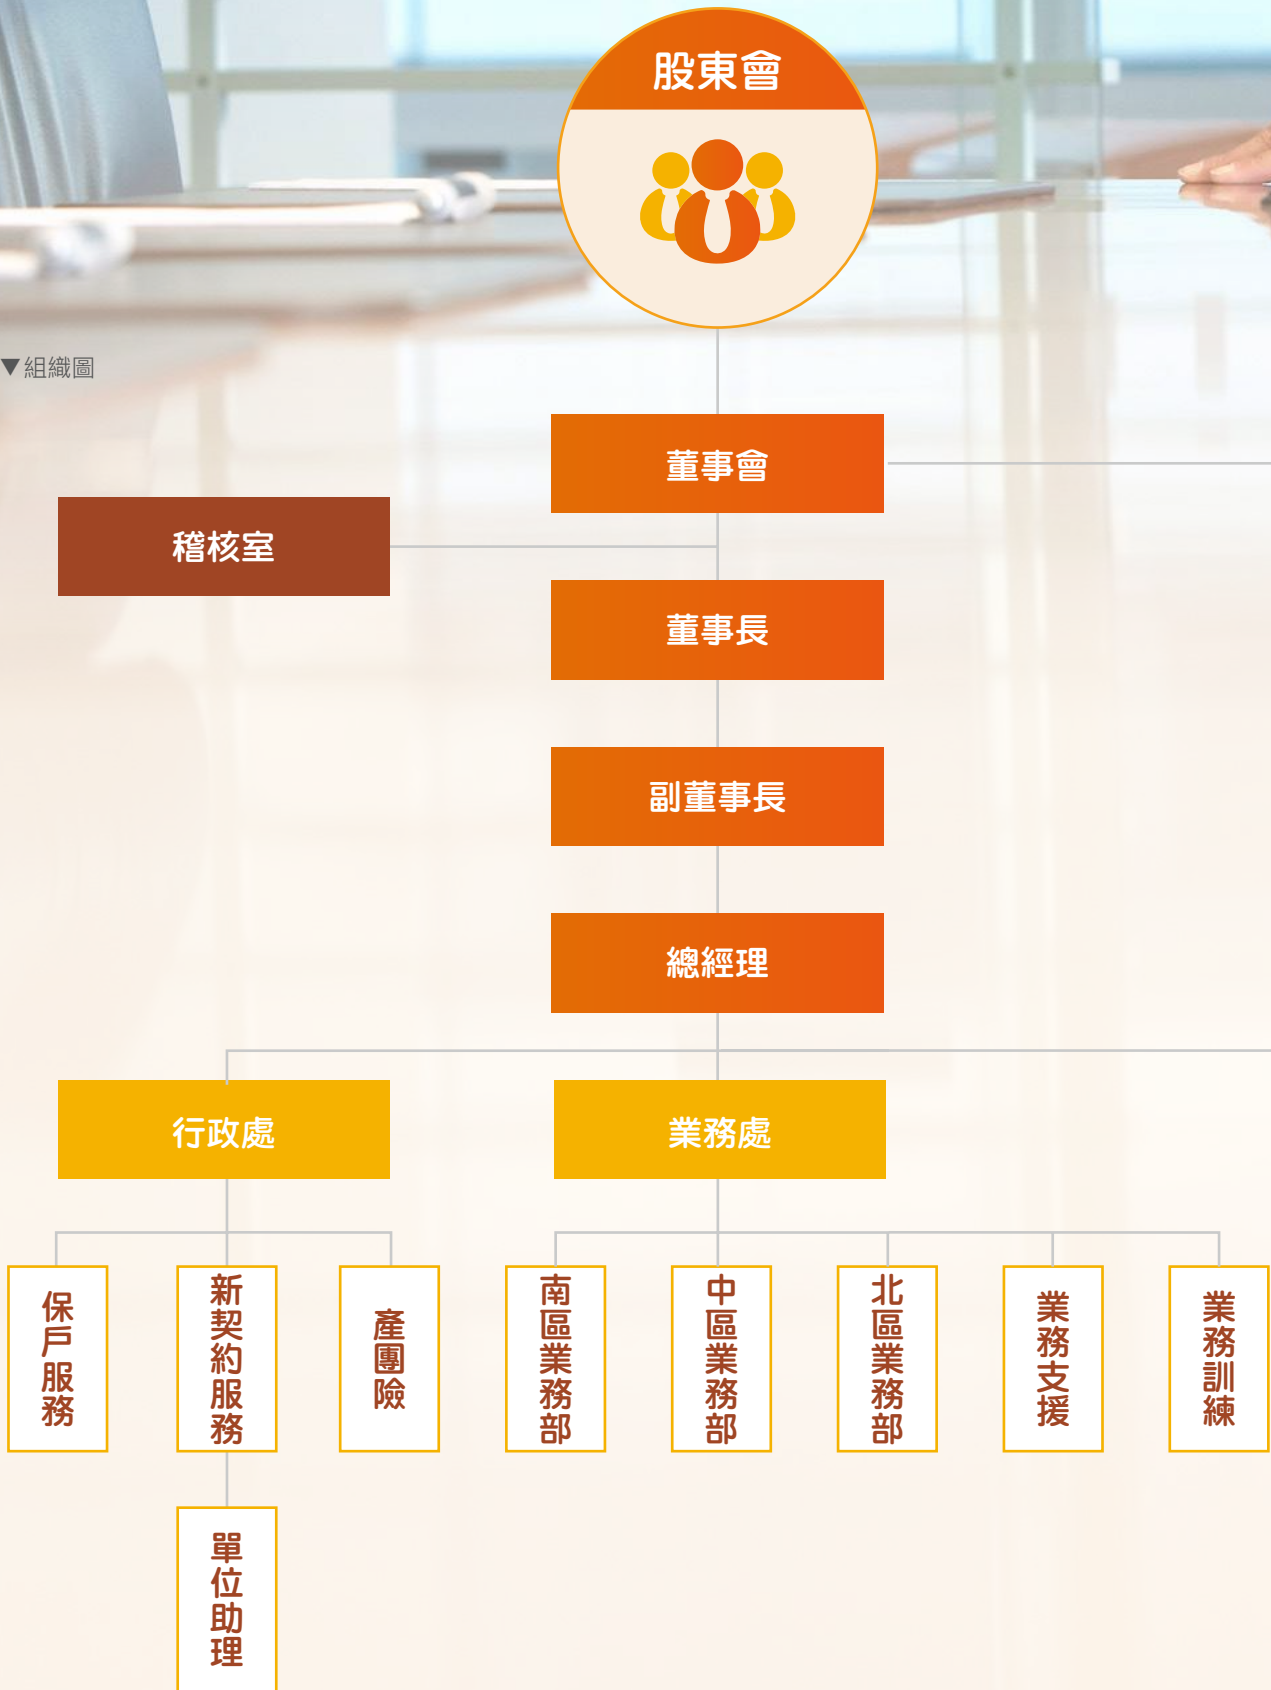 股東會
▼組織圖
董事會
稽核室
董事長
副董事長
總經理
行政處
業務處
保戶服務
新契約服務
產團險
南區業務部
中區業務部
北區業務部
業務支援
業務訓練
單位助理